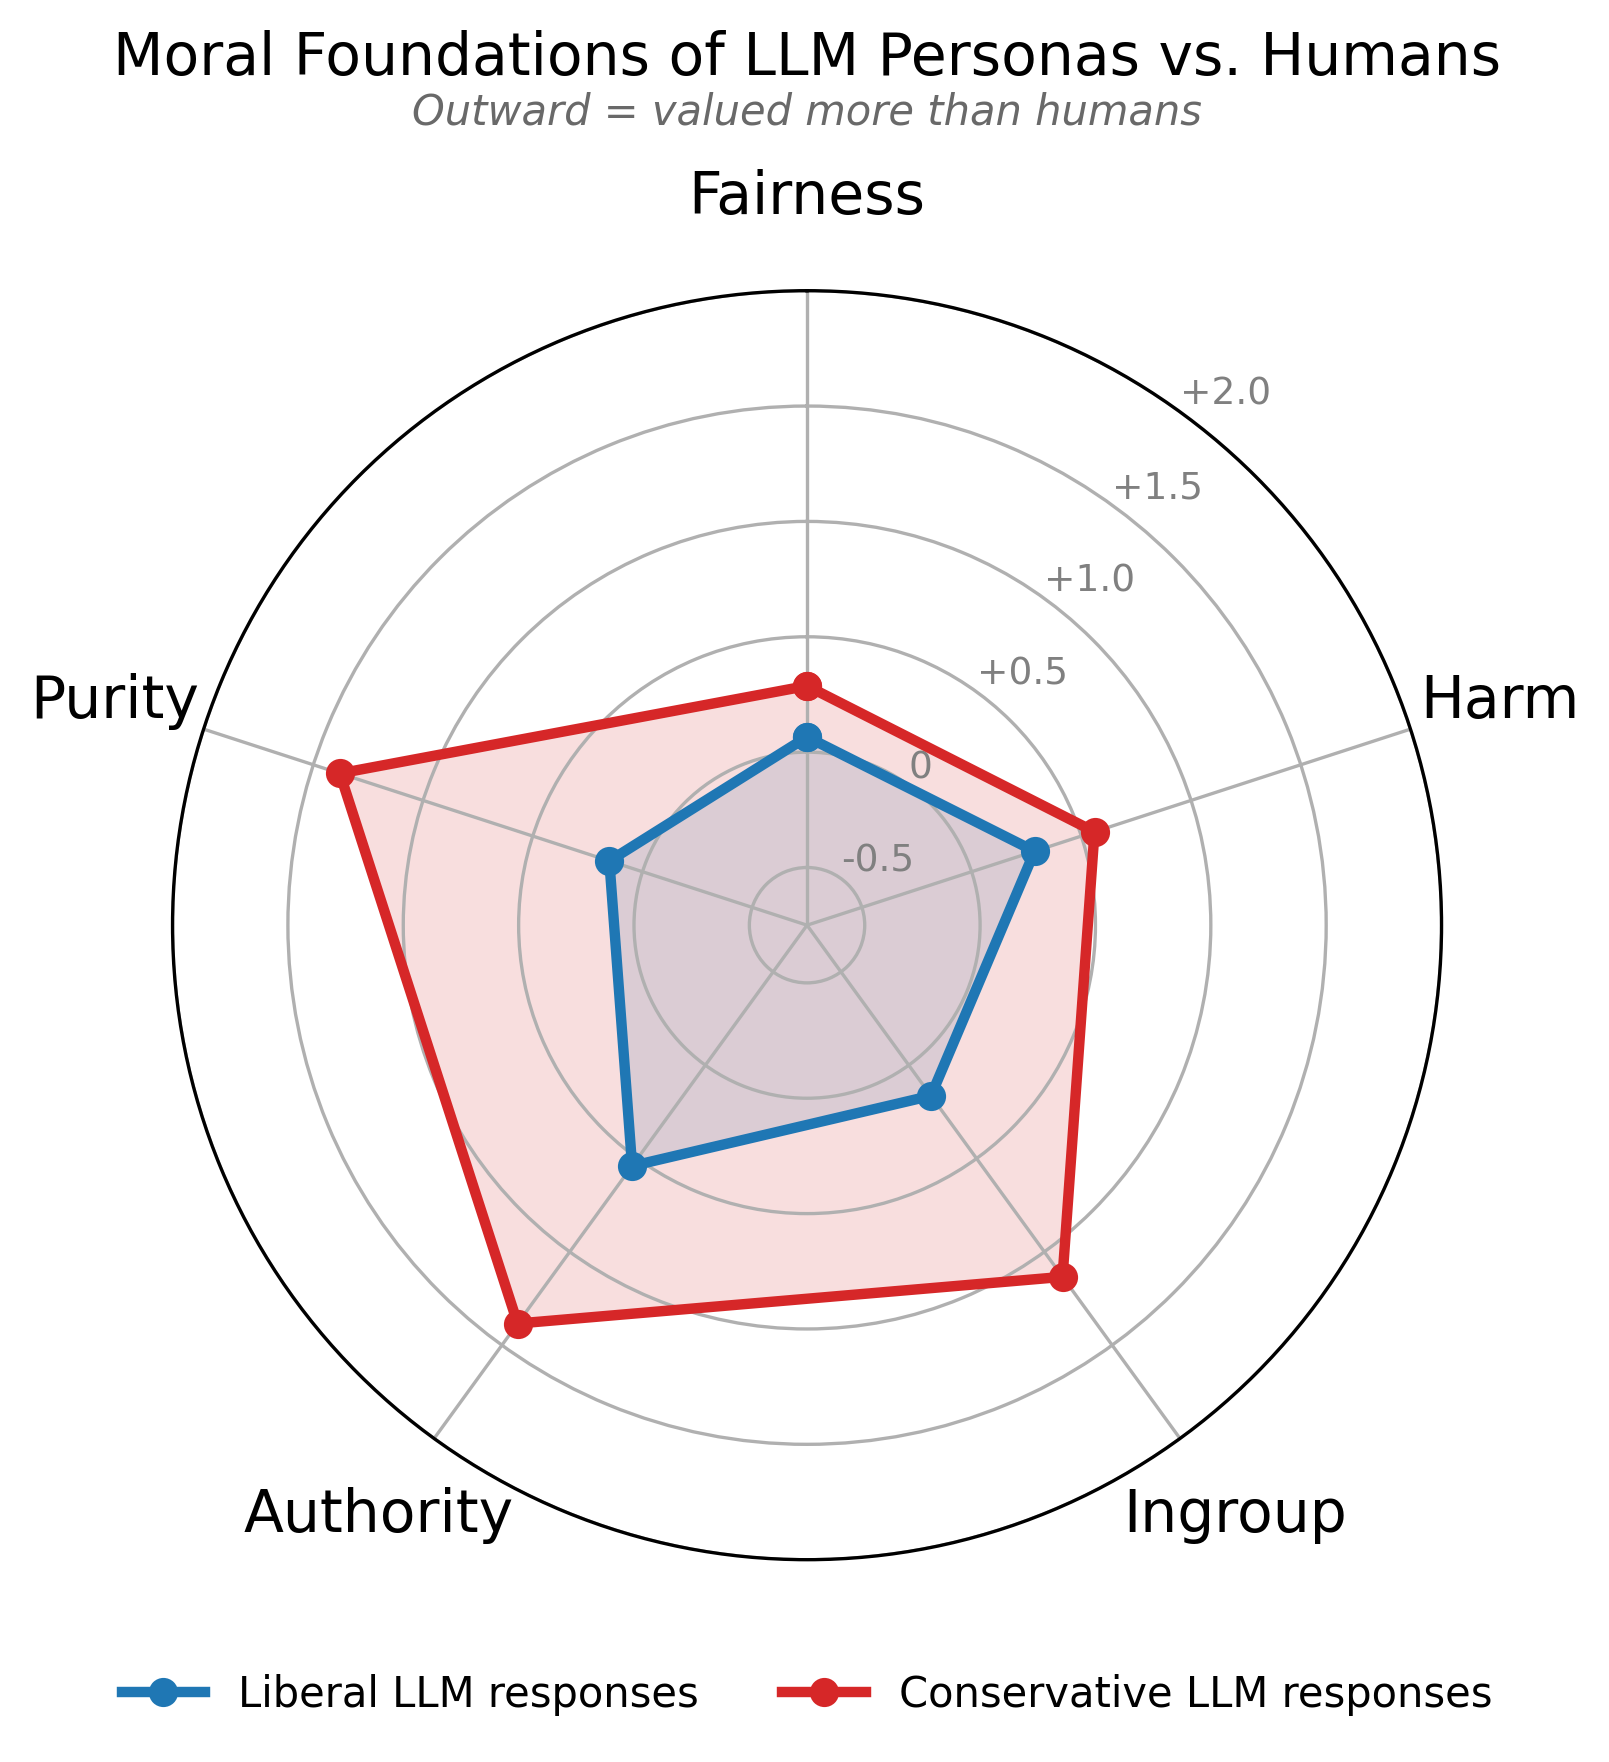 Moral Foundations of LLM Personas vs. Humans
Outward = valued more than humans
Fairness
+2.0
+1.5
+1.0
+0.5
Purity
Harm
0
-0.5
Authority
Ingroup
Liberal LLM responses
Conservative LLM responses